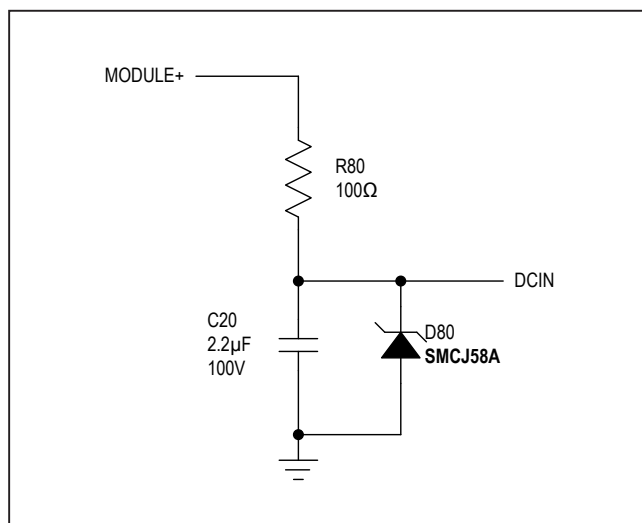 MODULE+
R80
100Ω
DCIN
C20
2.2μF
100V
D80
SMCJ58A